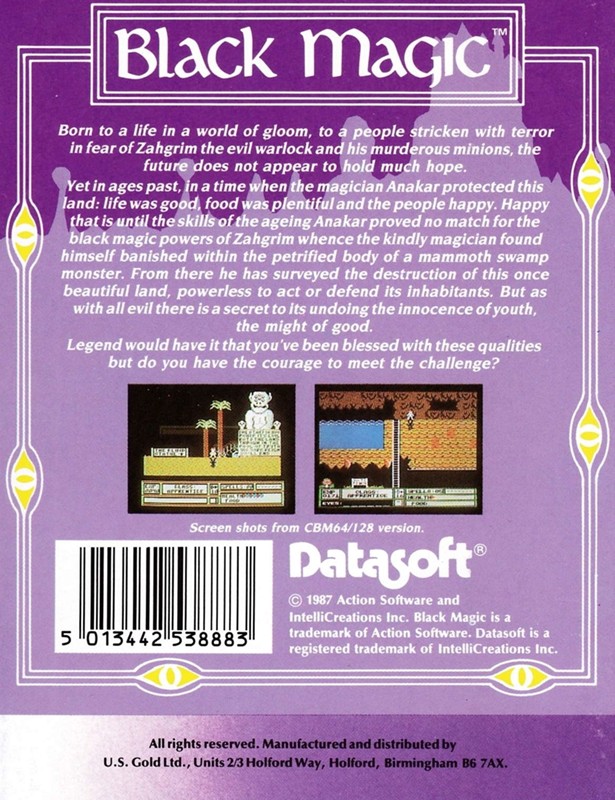 Black Magic™
Born to a life in a world of gloom, to a people stricken with terror
in fear of Zahgrim the evil warlock and his murderous minions, the
future does not appear to hold much hope.
Yet in ages past, in a time when the magician Anakar protected this
land: life was good, food was plentiful and the people happy. Happy
that is until the skills of the ageing Anakar proved no match for the
black magic powers of Zahgrim whence the kindly magician found
himself banished within the petrified body of a mammoth swamp
monster. From there he has surveyed the destruction of this once
beautiful land, powerless to act or defend its inhabitants. But as
with all evil there is a secret to its undoing the innocence of youth,
the might of good.
Legend would have it that you've been blessed with these qualities
but do you have the courage to meet the challenge?
CLASS:
APPRENTICE
HEALTH
FOOD
CLASS
APPRENTICE
HEALTH
FOOD
Screen shots from CBM64/128 version.
5 013442 538883
Datasoft®
© 1987 Action Software and
IntelliCreations Inc. Black Magic is a
trademark of Action Software. Datasoft is a
registered trademark of IntelliCreations Inc.
All rights reserved. Manufactured and distributed by
U.S. Gold Ltd., Units 2/3 Holford Way, Holford, Birmingham B6 7AX.